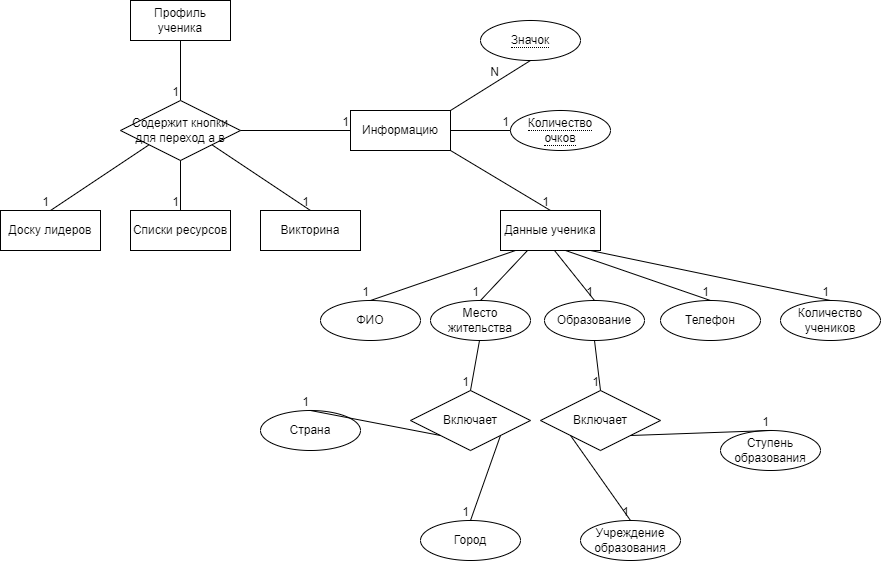 Профиль
ученика
Значок
N
1
Содержит кнопки
для переход а в
1
Информацию
1
Количество
очков
1
1
1
1
Доску лидеров
Списки ресурсов
Викторина
Данные ученика
1
1
1
1
1
ФИО
Место
жительства
Образование
Телефон
Количество
учеников
1
1
1
Страна
Включает
Включает
1
Ступень
образования
1
1
Город
Учреждение
образования